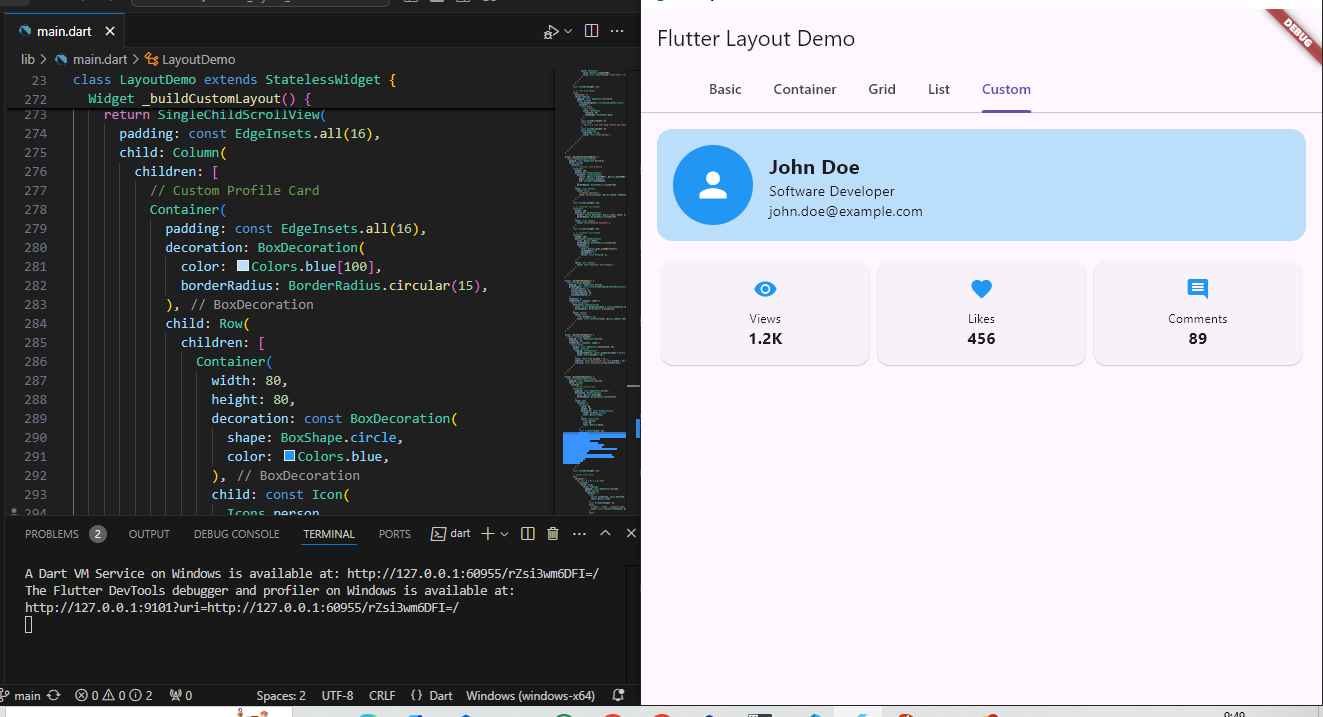 main.dart
lib > main.dart > LayoutDemo
23 class LayoutDemo extends StatelessWidget {
272 Widget _buildCustomLayout() {
273 return SingleChildScrollView(
274 padding: const EdgeInsets.all(16),
275 child: Column(
276 children: [
277 // Custom Profile Card
278 Container(
279 padding: const EdgeInsets.all(16),
280 decoration: BoxDecoration(
281 color: Colors.blue[100],
282 borderRadius: BorderRadius.circular(15),
283 ), // BoxDecoration
284 child: Row(
285 children: [
286 Container(
287 width: 80,
288 height: 80,
289 decoration: const BoxDecoration(
290 shape: BoxShape.circle,
291 color: Colors.blue,
292 ), // BoxDecoration
293 child: const Icon(
294 Icons.person,
PROBLEMS 2 OUTPUT DEBUG CONSOLE TERMINAL PORTS dart
A Dart VM Service on Windows is available at: http://127.0.0.1:60955/rZsi3wm6DFI=/
The Flutter DevTools debugger and profiler on Windows is available at:
http://127.0.0.1:9101?uri=http://127.0.0.1:60955/rZsi3wm6DFI=/
main 0 0 2 0 Spaces: 2 UTF-8 CRLF {} Dart Windows (windows-x64)
Flutter Layout Demo
DEBUG
Basic Container Grid List Custom
John Doe
Software Developer
john.doe@example.com
Views Likes Comments
1.2K 456 89